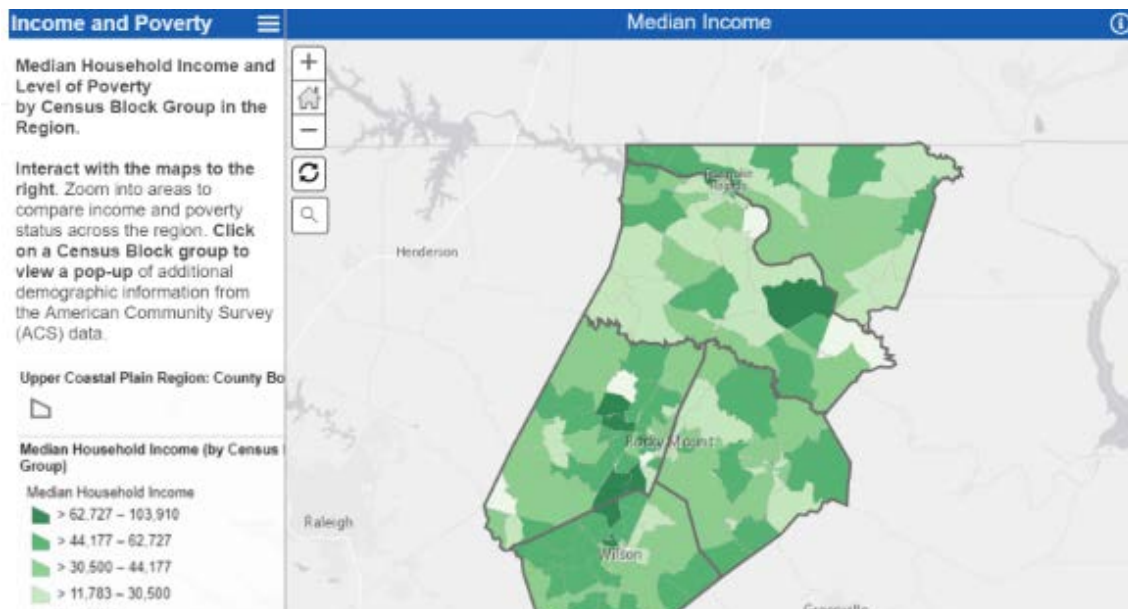 Income and Poverty
Median Income
Median Household Income and
Level of Poverty
by Census Block Group in the
Region.
Interact with the maps to the
right. Zoom into areas to
compare income and poverty
status across the region. Click
on a Census Block group to
view a pop-up of additional
demographic information from
the American Community Survey
(ACS) data.
Upper Coastal Plain Region: County Bo
Median Household Income (by Census
Group)
Median Household Income
> 62,727 – 103,910
> 44,177 – 62,727
> 30,500 – 44,177
> 11,783 – 30,500
Henderson
Rapids
Rocky Mount
Raleigh
Wilson
Greenville